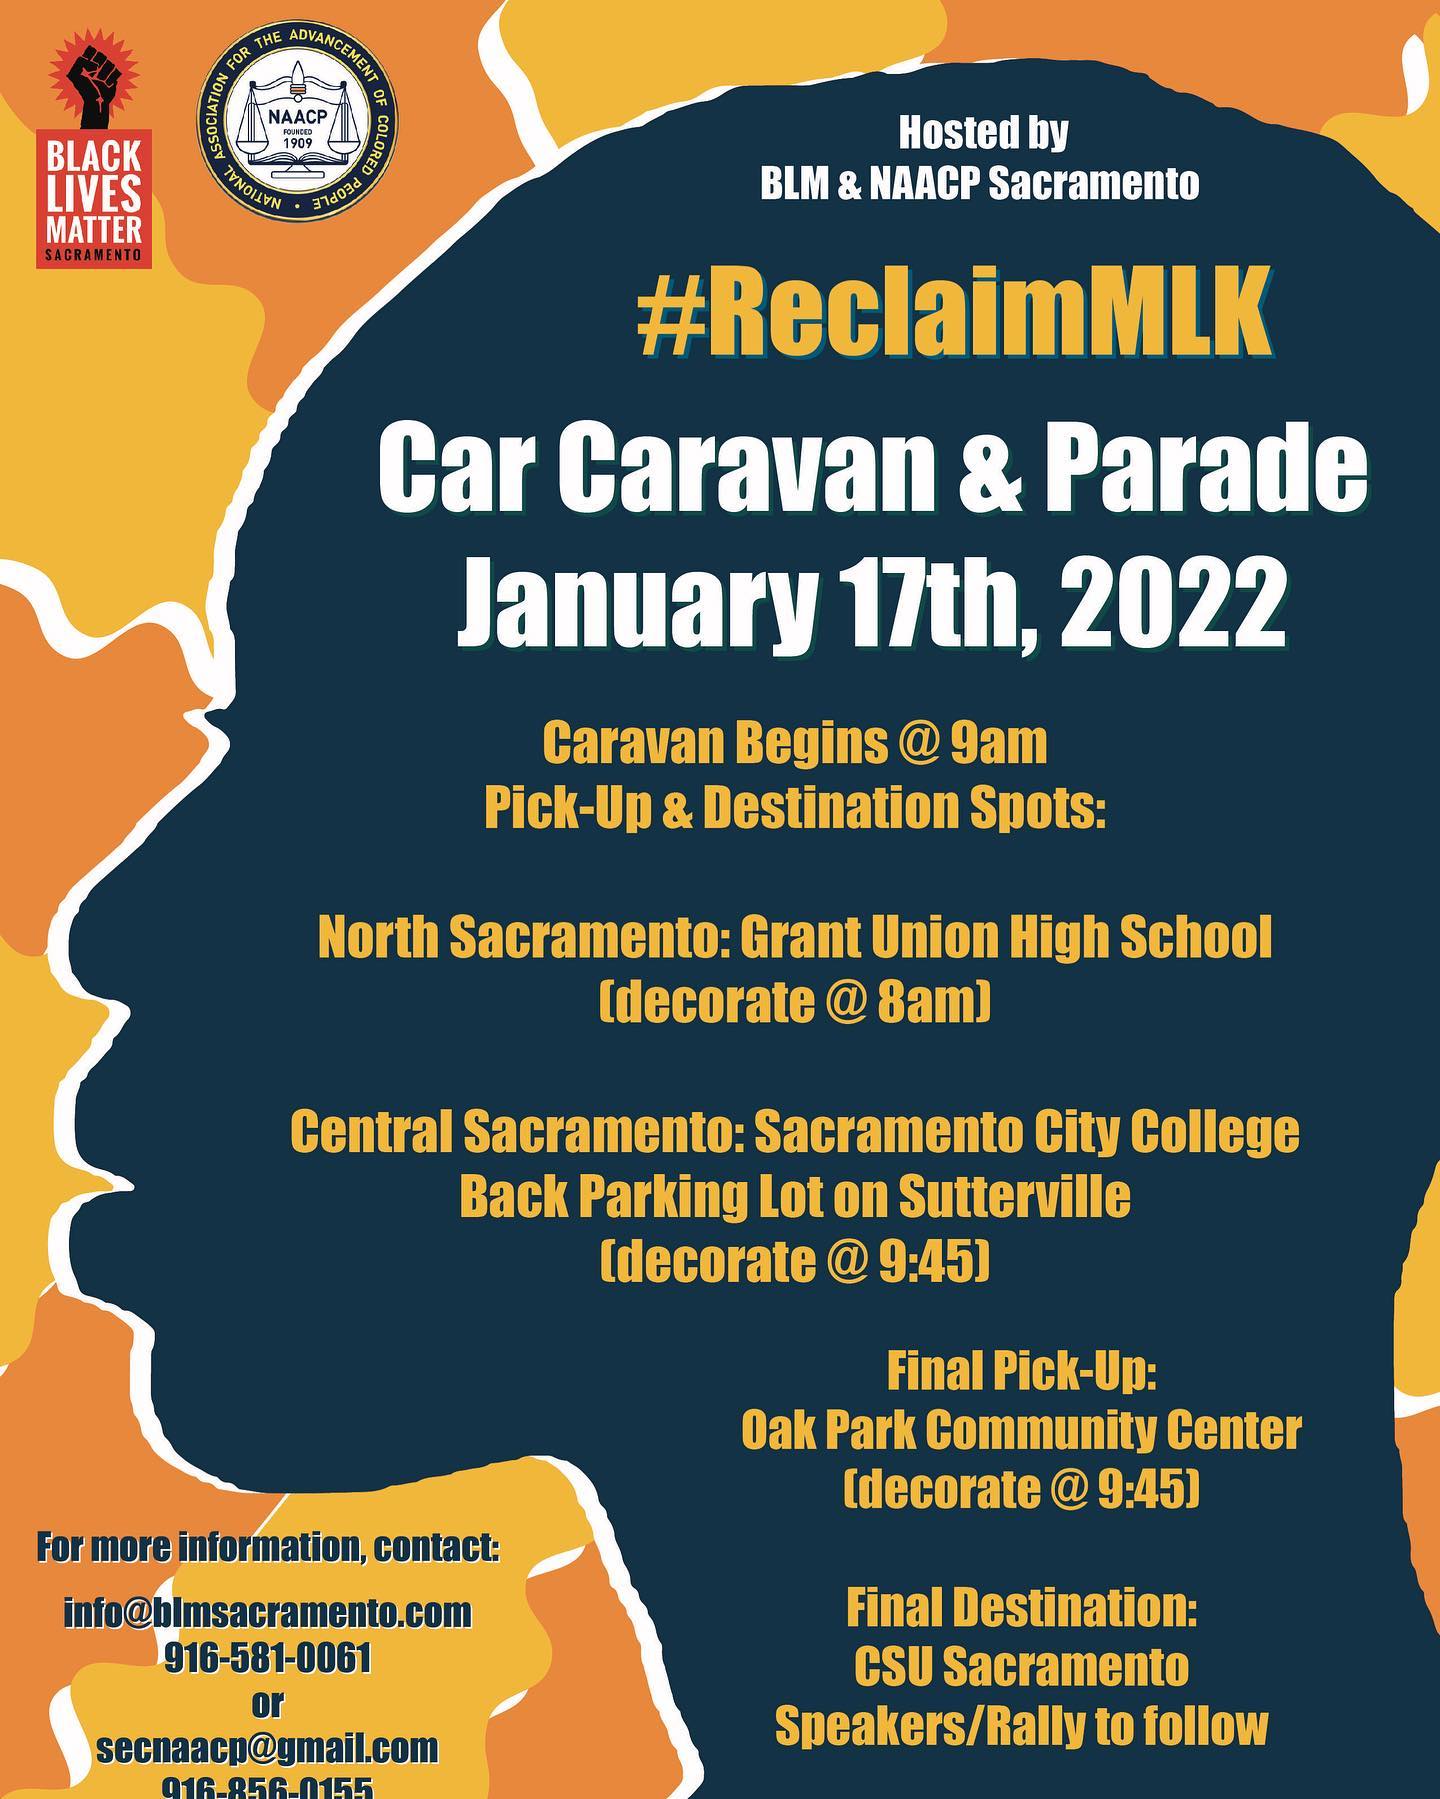 BLACK
LIVES
MATTER
SACRAMENTO
NATIONAL ASSOCIATION FOR THE ADVANCEMENT OF COLORED PEOPLE •
NAACP
FOUNDED
1909
Hosted by
BLM & NAACP Sacramento
#ReclaimMLK
Car Caravan & Parade
January 17th, 2022
Caravan Begins @ 9am
Pick-Up & Destination Spots:
North Sacramento: Grant Union High School
(decorate @ 8am)
Central Sacramento: Sacramento City College
Back Parking Lot on Sutterville
(decorate @ 9:45)
Final Pick-Up:
Oak Park Community Center
(decorate @ 9:45)
Final Destination:
CSU Sacramento
Speakers/Rally to follow
For more information, contact:
info@blmsacramento.com
916-581-0061
or
secnaacp@gmail.com
916-856-0155